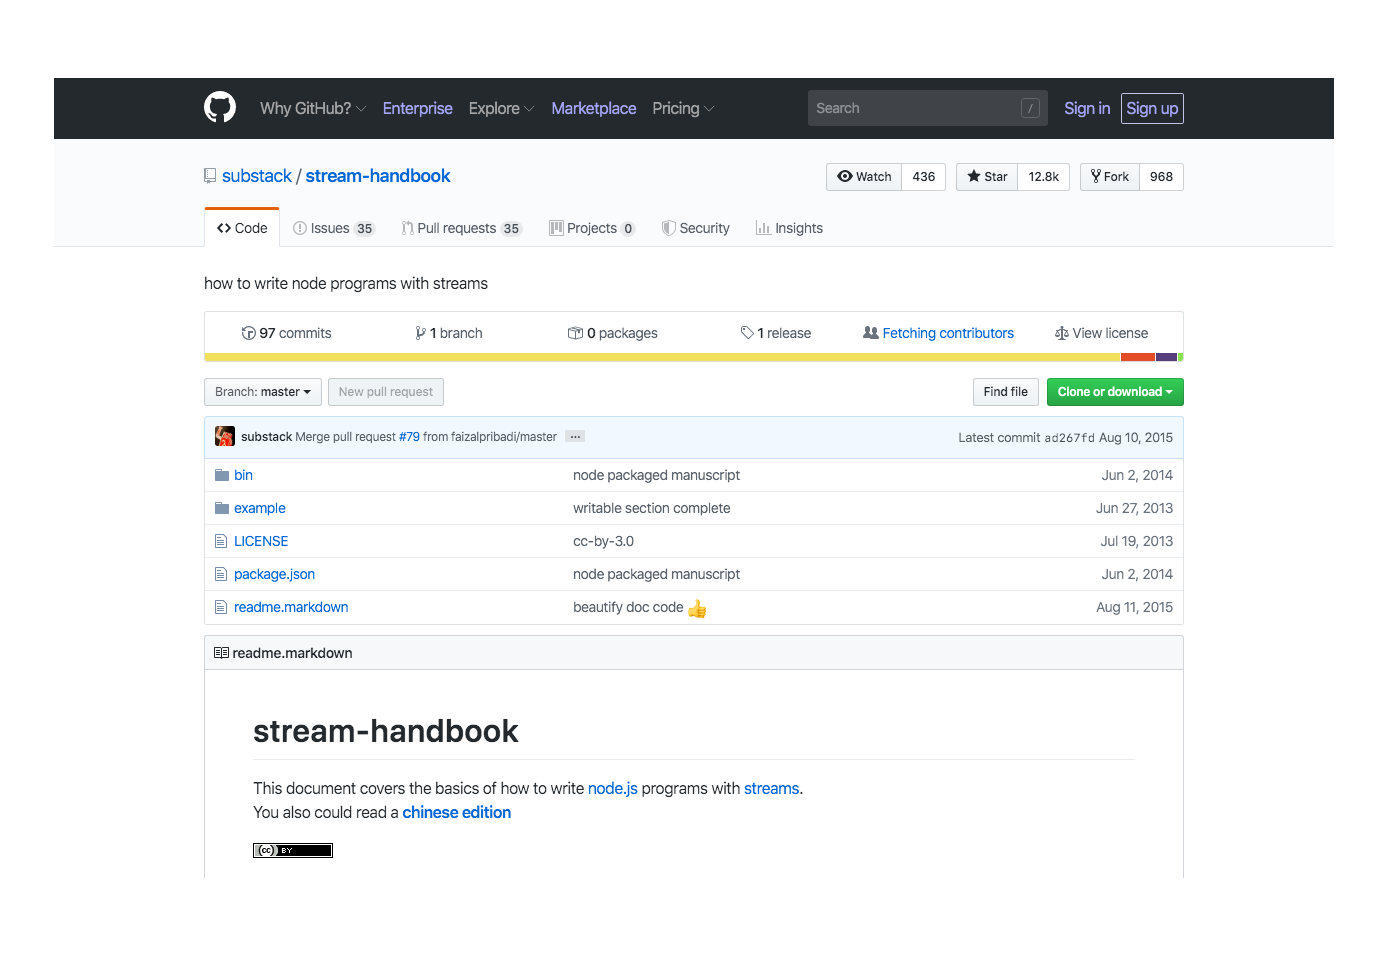 Why GitHub? Enterprise Explore Marketplace Pricing Search / Sign in Sign up
substack / stream-handbook Watch 436 Star 12.8k Fork 968
Code Issues 35 Pull requests 35 Projects 0 Security Insights
how to write node programs with streams
97 commits 1 branch 0 packages 1 release Fetching contributors View license
Branch: master New pull request Find file Clone or download
substack Merge pull request #79 from faizalpribadi/master ... Latest commit ad267fd Aug 10, 2015
bin node packaged manuscript Jun 2, 2014
example writable section complete Jun 27, 2013
LICENSE cc-by-3.0 Jul 19, 2013
package.json node packaged manuscript Jun 2, 2014
readme.markdown beautify doc code 👍 Aug 11, 2015
readme.markdown
stream-handbook
This document covers the basics of how to write node.js programs with streams.
You also could read a chinese edition
(cc) BY